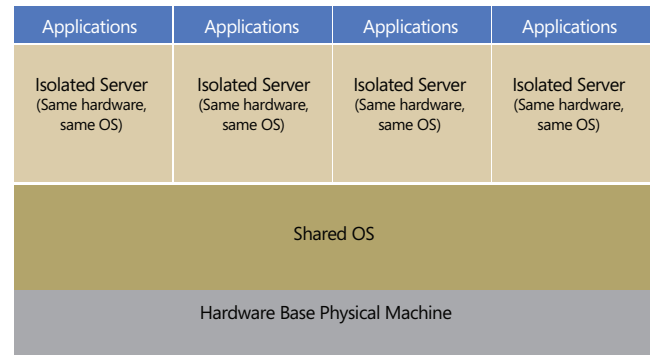 Applications Applications Applications Applications
Isolated Server Isolated Server Isolated Server Isolated Server
(Same hardware, (Same hardware, (Same hardware, (Same hardware,
same OS) same OS) same OS) same OS)
Shared OS
Hardware Base Physical Machine